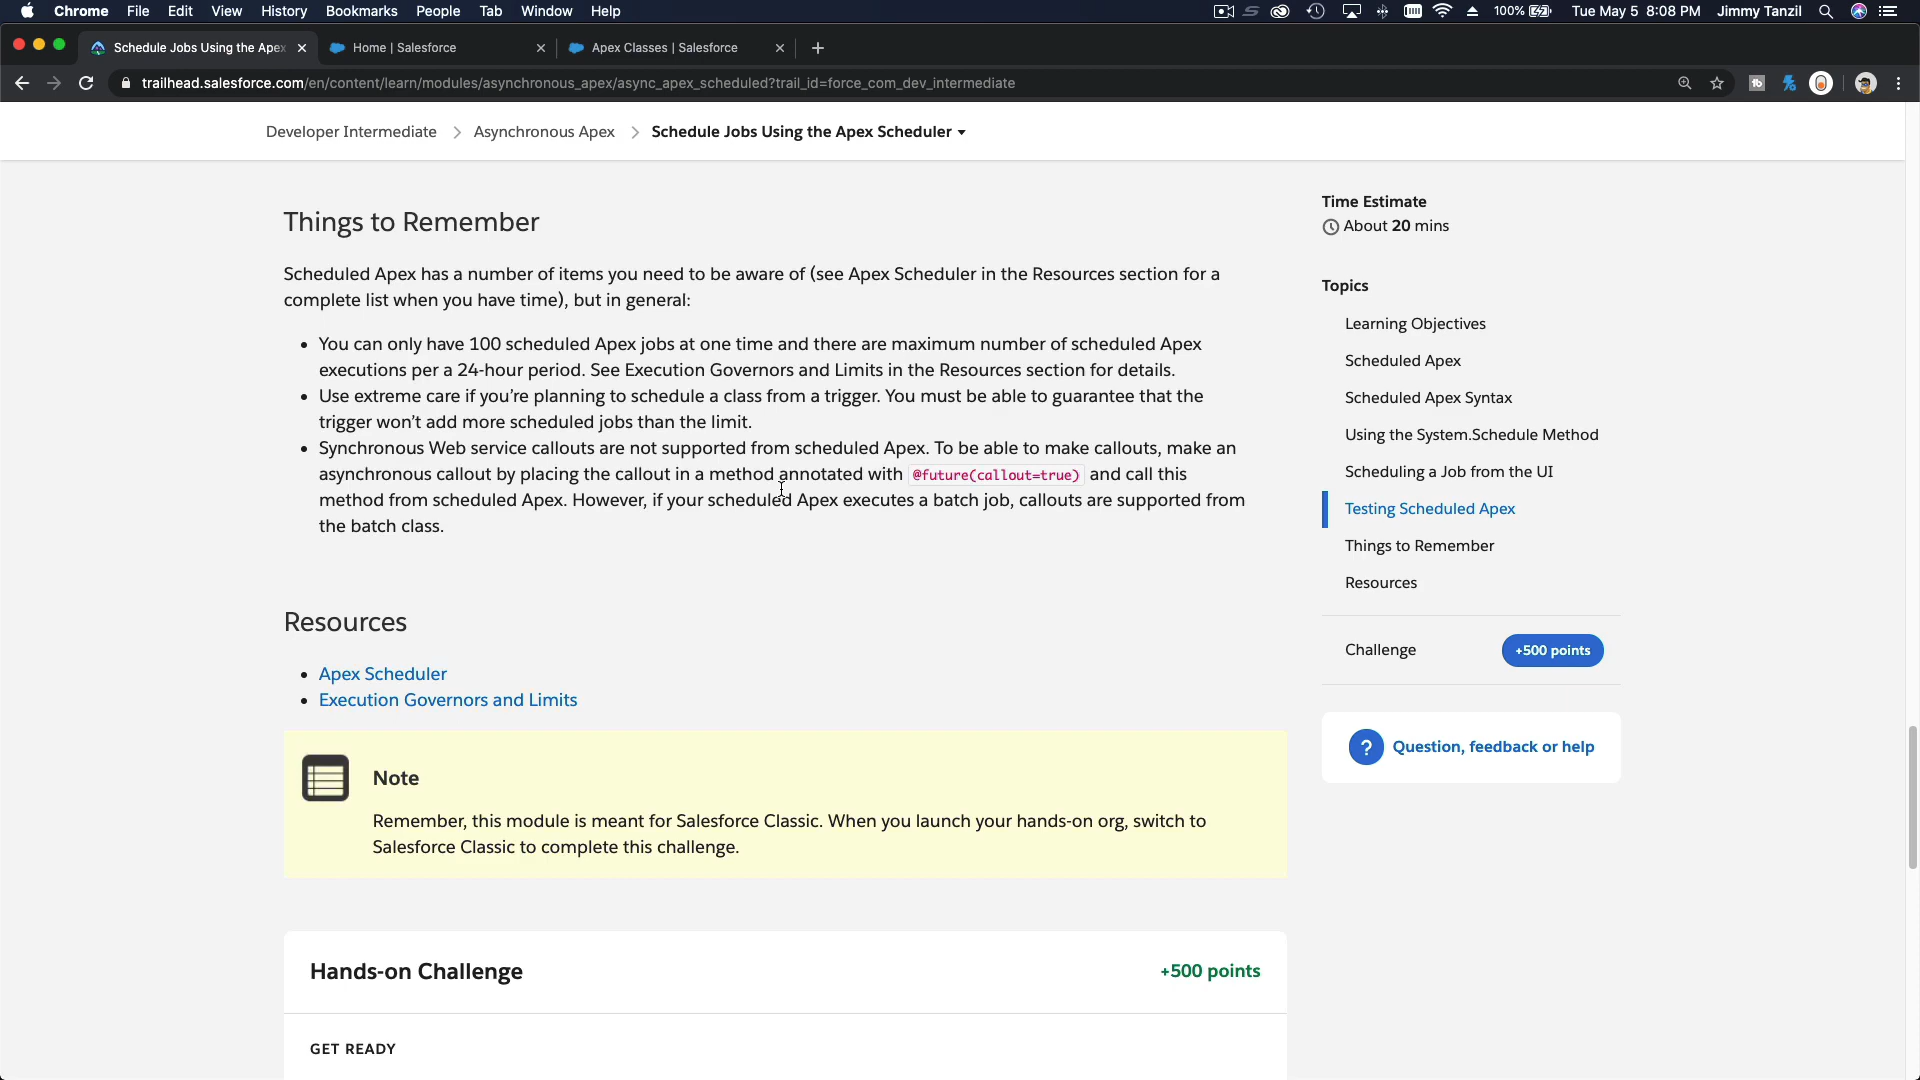 Chrome File Edit View History Bookmarks People Tab Window Help 100% Tue May 5 8:08 PM Jimmy Tanzil
Schedule Jobs Using the Apex Home | Salesforce Apex Classes | Salesforce
trailhead.salesforce.com/en/content/learn/modules/asynchronous_apex/async_apex_scheduled?trail_id=force_com_dev_intermediate
Developer Intermediate Asynchronous Apex Schedule Jobs Using the Apex Scheduler
Things to Remember
Scheduled Apex has a number of items you need to be aware of (see Apex Scheduler in the Resources section for a
complete list when you have time), but in general:
• You can only have 100 scheduled Apex jobs at one time and there are maximum number of scheduled Apex
executions per a 24-hour period. See Execution Governors and Limits in the Resources section for details.
• Use extreme care if you’re planning to schedule a class from a trigger. You must be able to guarantee that the
trigger won’t add more scheduled jobs than the limit.
• Synchronous Web service callouts are not supported from scheduled Apex. To be able to make callouts, make an
asynchronous callout by placing the callout in a method annotated with @future(callout=true) and call this
method from scheduled Apex. However, if your scheduled Apex executes a batch job, callouts are supported from
the batch class.
Resources
• Apex Scheduler
• Execution Governors and Limits
Note
Remember, this module is meant for Salesforce Classic. When you launch your hands-on org, switch to
Salesforce Classic to complete this challenge.
Hands-on Challenge +500 points
GET READY
Time Estimate
About 20 mins
Topics
Learning Objectives
Scheduled Apex
Scheduled Apex Syntax
Using the System.Schedule Method
Scheduling a Job from the UI
Testing Scheduled Apex
Things to Remember
Resources
Challenge +500 points
? Question, feedback or help